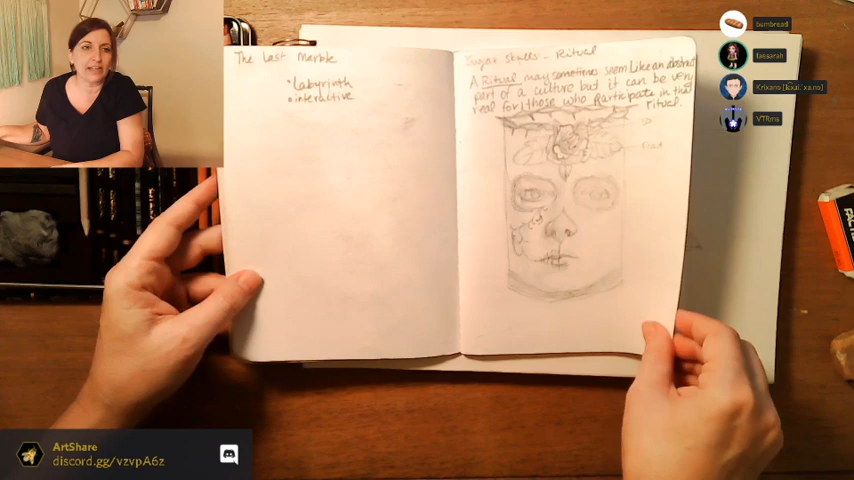 The Last Marble
• Labyrinth
• interactive
Sugar skulls - Ritual
A Ritual may sometimes seem like an abstract
part of a culture but it can be very
real for those who Participate in that
ritual.
bumbread
faesarah
VTRins
ArtShare
discord.gg/vzvpA6z